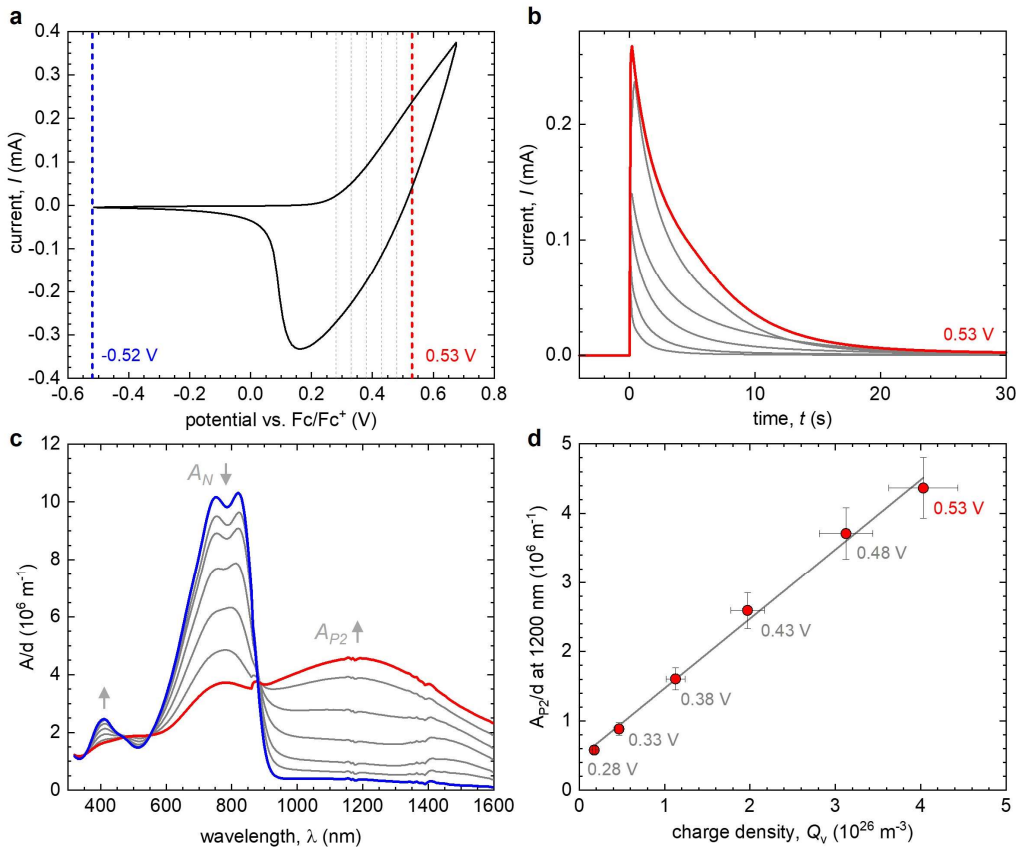 a
0.4
0.3
0.2
0.1
0.0
-0.1
-0.2
-0.3
-0.4
current, I (mA)
-0.52 V
0.53 V
-0.6 -0.4 -0.2 0.0 0.2 0.4 0.6 0.8
potential vs. Fc/Fc⁺ (V)
b
0.2
0.1
0.0
current, I (mA)
0.53 V
0 10 20 30
time, t (s)
c
12
10
8
6
4
2
0
A/d (10⁶ m⁻¹)
A_N
A_P2
400 600 800 1000 1200 1400 1600
wavelength, λ (nm)
d
5
4
3
2
1
0
A_P2/d at 1200 nm (10⁶ m⁻¹)
0.53 V
0.48 V
0.43 V
0.38 V
0.33 V
0.28 V
0 1 2 3 4 5
charge density, Q_v (10²⁶ m⁻³)